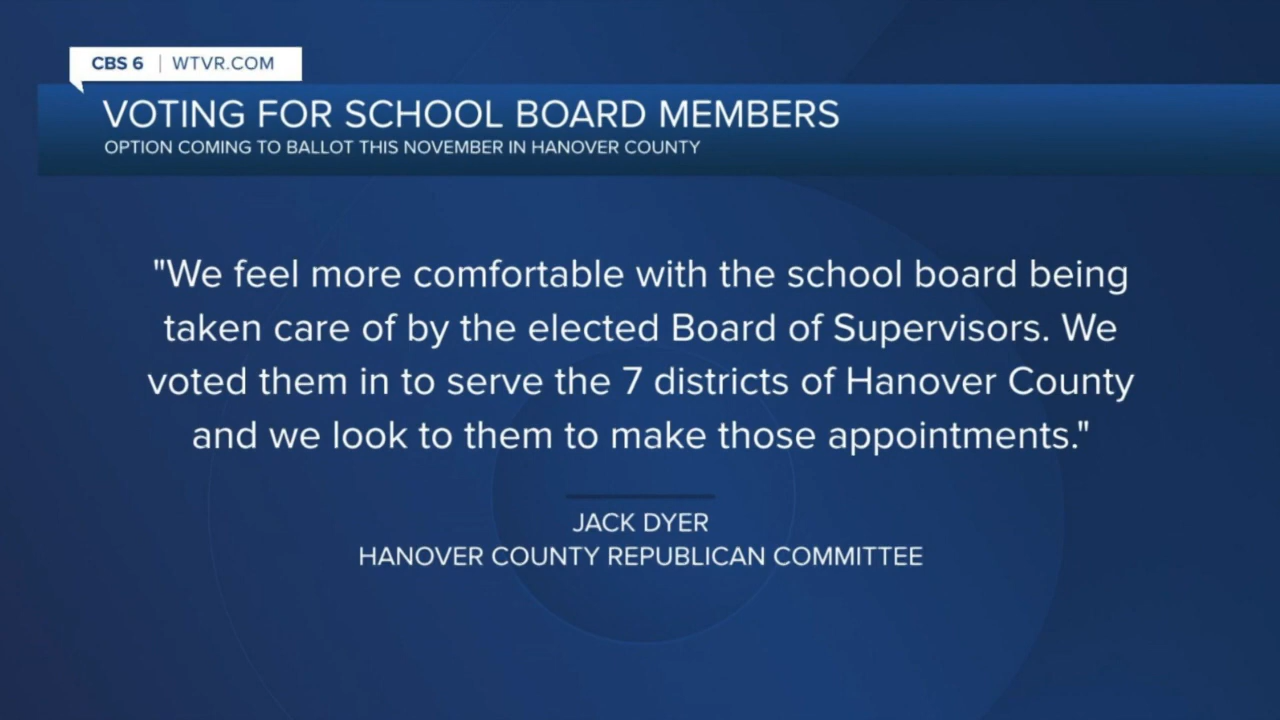 CBS 6 | WTVR.COM
VOTING FOR SCHOOL BOARD MEMBERS
OPTION COMING TO BALLOT THIS NOVEMBER IN HANOVER COUNTY
"We feel more comfortable with the school board being
taken care of by the elected Board of Supervisors. We
voted them in to serve the 7 districts of Hanover County
and we look to them to make those appointments."
JACK DYER
HANOVER COUNTY REPUBLICAN COMMITTEE